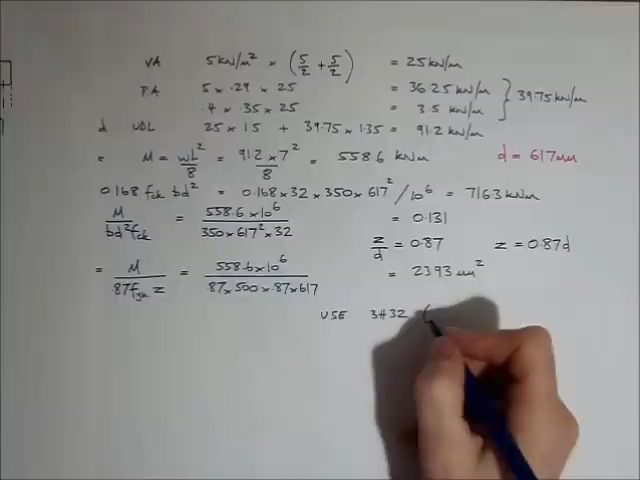 VA 5kN/m² × (5/2 + 5/2) = 25kN/m
PA 5 × .29 × 25 = 36.25 kN/m } 39.75 kN/m
.4 × .35 × 25 = 3.5 kN/m
d UDL 25 × 1.5 + 39.75 × 1.35 = 91.2 kN/m
= M = wL²/8 = 91.2 × 7²/8 = 558.6 kNm d = 617mm
0.168 fck bd² = 0.168 × 32 × 350 × 617² / 10⁶ = 716.3 kNm
M/bd²fck = 558.6×10⁶/350×617²×32 = 0.131
z/d = 0.87 z = 0.87d
= M/.87fyk z = 558.6×10⁶/.87×500×.87×617 = 2393 mm²
USE 3H32 (